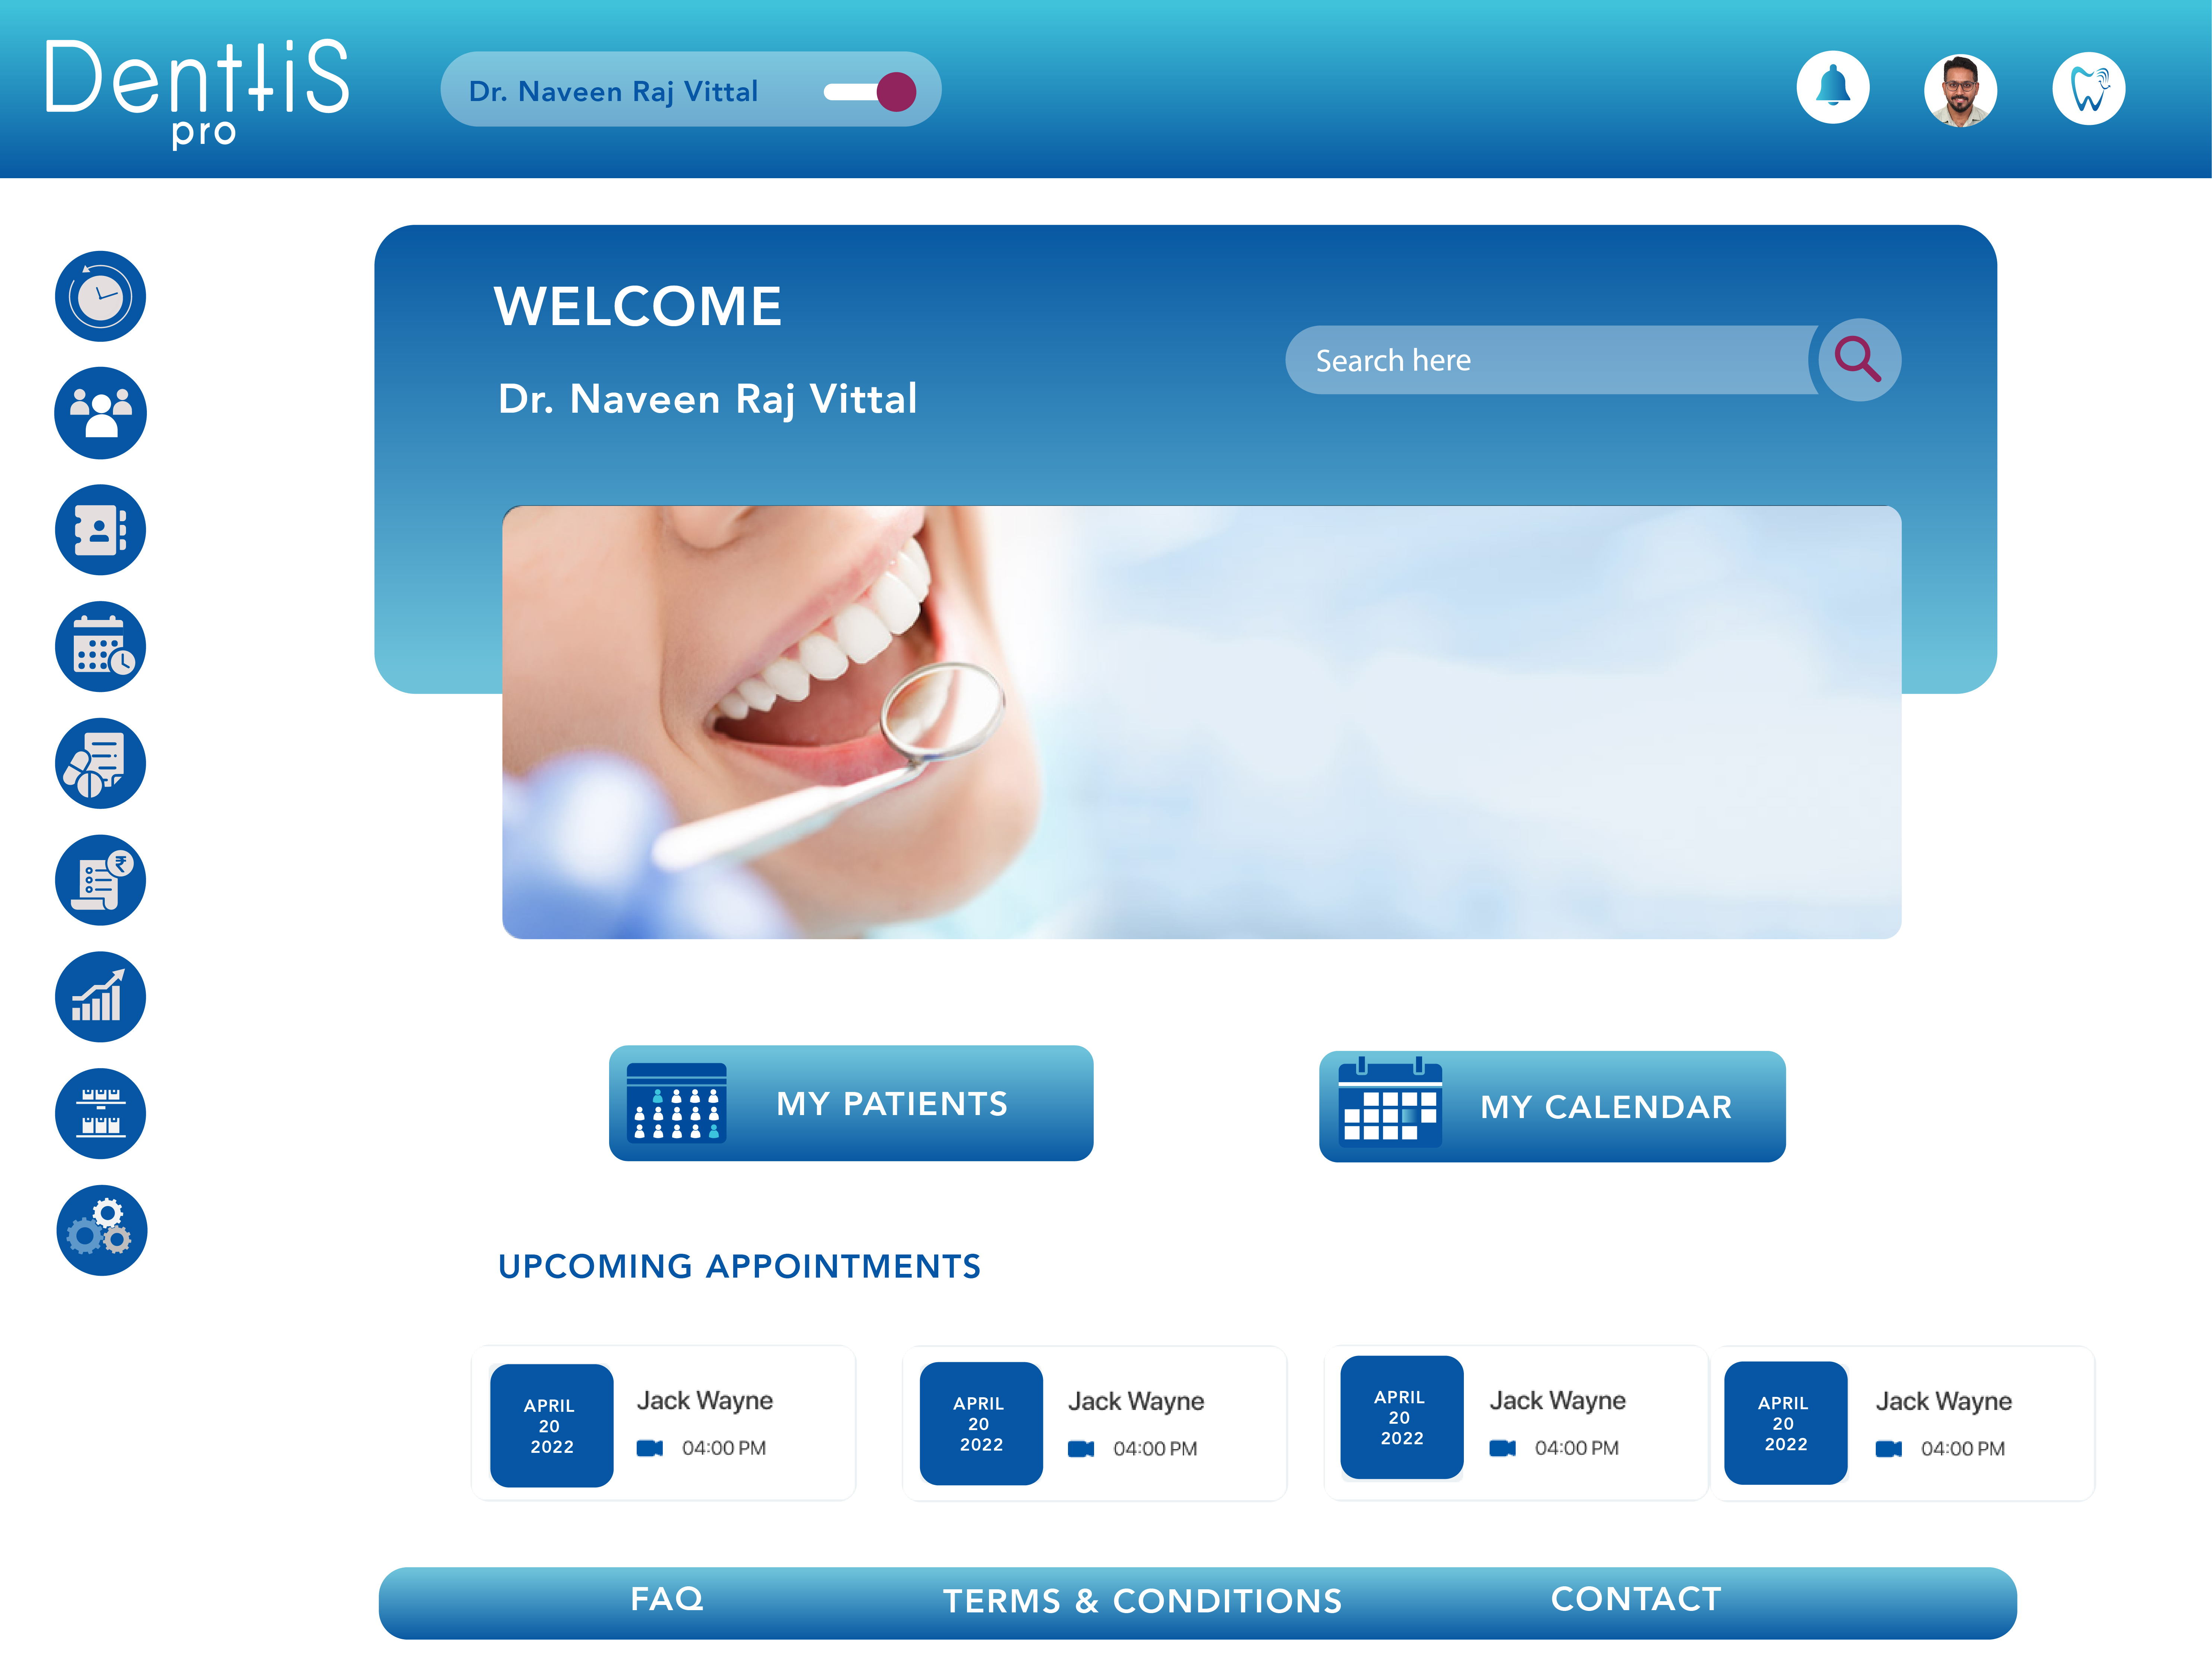 DenttiS
pro
Dr. Naveen Raj Vittal
WELCOME
Dr. Naveen Raj Vittal
Search here
₹
MY PATIENTS
MY CALENDAR
UPCOMING APPOINTMENTS
APRIL
20
2022
Jack Wayne
04:00 PM
APRIL
20
2022
Jack Wayne
04:00 PM
APRIL
20
2022
Jack Wayne
04:00 PM
APRIL
20
2022
Jack Wayne
04:00 PM
FAQ
TERMS & CONDITIONS
CONTACT